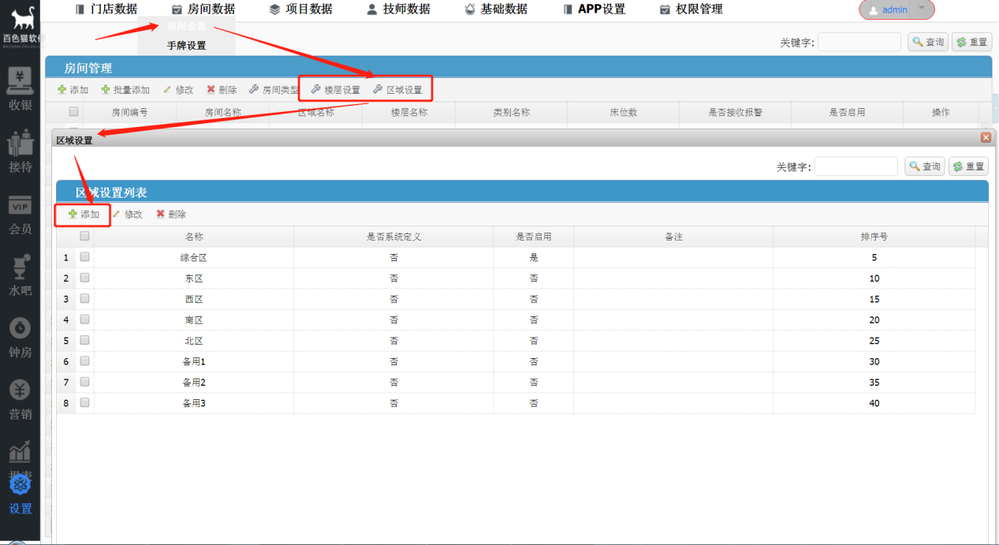 门店数据 房间数据 项目数据 技师数据 基础数据 APP设置 权限管理 admin
百色猫软件
房间设置
手牌设置
关键字: 查询 重置
房间管理
添加 批量添加 修改 删除 房间类型 楼层设置 区域设置
房间编号 房间名称 区域名称 楼层名称 类别名称 床位数 是否接收报警 是否启用 操作
收银
接待
VIP
会员
水吧
钟房
营销
设置
区域设置
关键字: 查询 重置
区域设置列表
添加 修改 删除
名称 是否系统定义 是否启用 备注 排序号
1 综合区 否 是 5
2 东区 否 否 10
3 西区 否 否 15
4 南区 否 否 20
5 北区 否 否 25
6 备用1 否 否 30
7 备用2 否 否 35
8 备用3 否 否 40